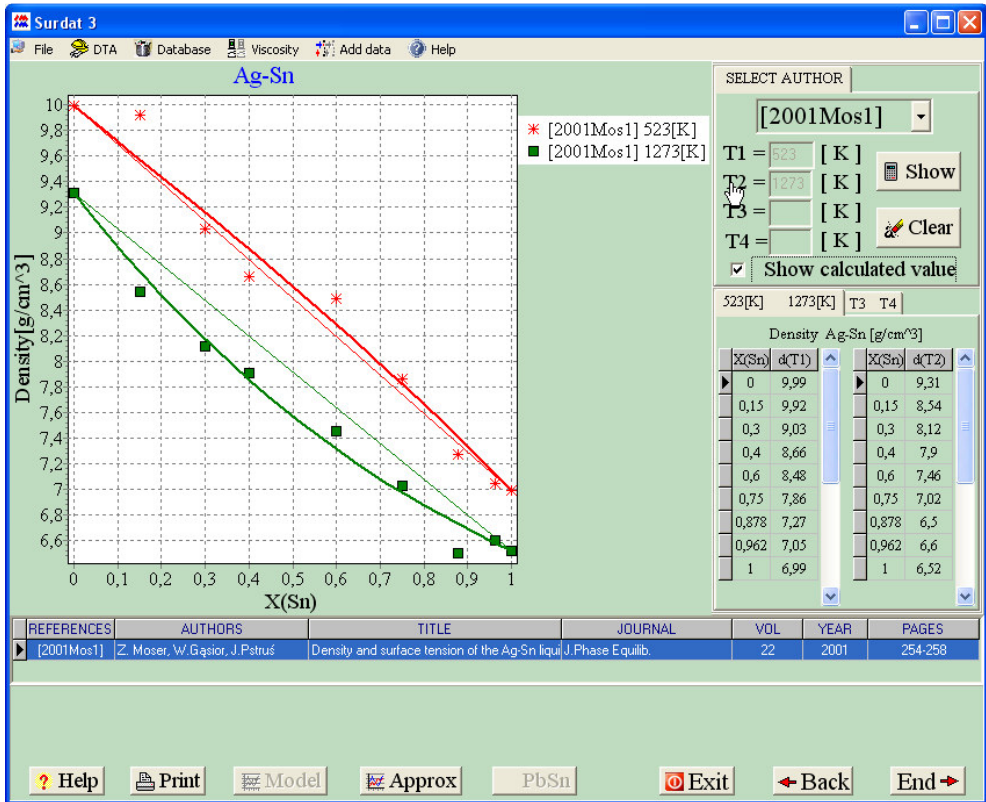 Surdat 3
File DTA Database Viscosity Add data Help
Ag-Sn
Density[g/cm^3]
10
9,8
9,6
9,4
9,2
9
8,8
8,6
8,4
8,2
8
7,8
7,6
7,4
7,2
7
6,8
6,6
0 0,1 0,2 0,3 0,4 0,5 0,6 0,7 0,8 0,9 1
X(Sn)
[2001Mos1] 523[K]
[2001Mos1] 1273[K]
SELECT AUTHOR
[2001Mos1]
T1 = 523 [ K ]
T2 = 1273 [ K ]
T3 = [ K ]
T4 = [ K ]
Show
Clear
Show calculated value
523[K] 1273[K] T3 T4
Density Ag-Sn [g/cm^3]
X(Sn) d(T1) X(Sn) d(T2)
0 9,99 0 9,31
0,15 9,92 0,15 8,54
0,3 9,03 0,3 8,12
0,4 8,66 0,4 7,9
0,6 8,48 0,6 7,46
0,75 7,86 0,75 7,02
0,878 7,27 0,878 6,5
0,962 7,05 0,962 6,6
1 6,99 1 6,52
REFERENCES AUTHORS TITLE JOURNAL VOL YEAR PAGES
[2001Mos1] Z. Moser, W.Gąsior, J.Pstruś Density and surface tension of the Ag-Sn liqui J.Phase Equilib. 22 2001 254-258
? Help Print Model Approx PbSn Exit Back End